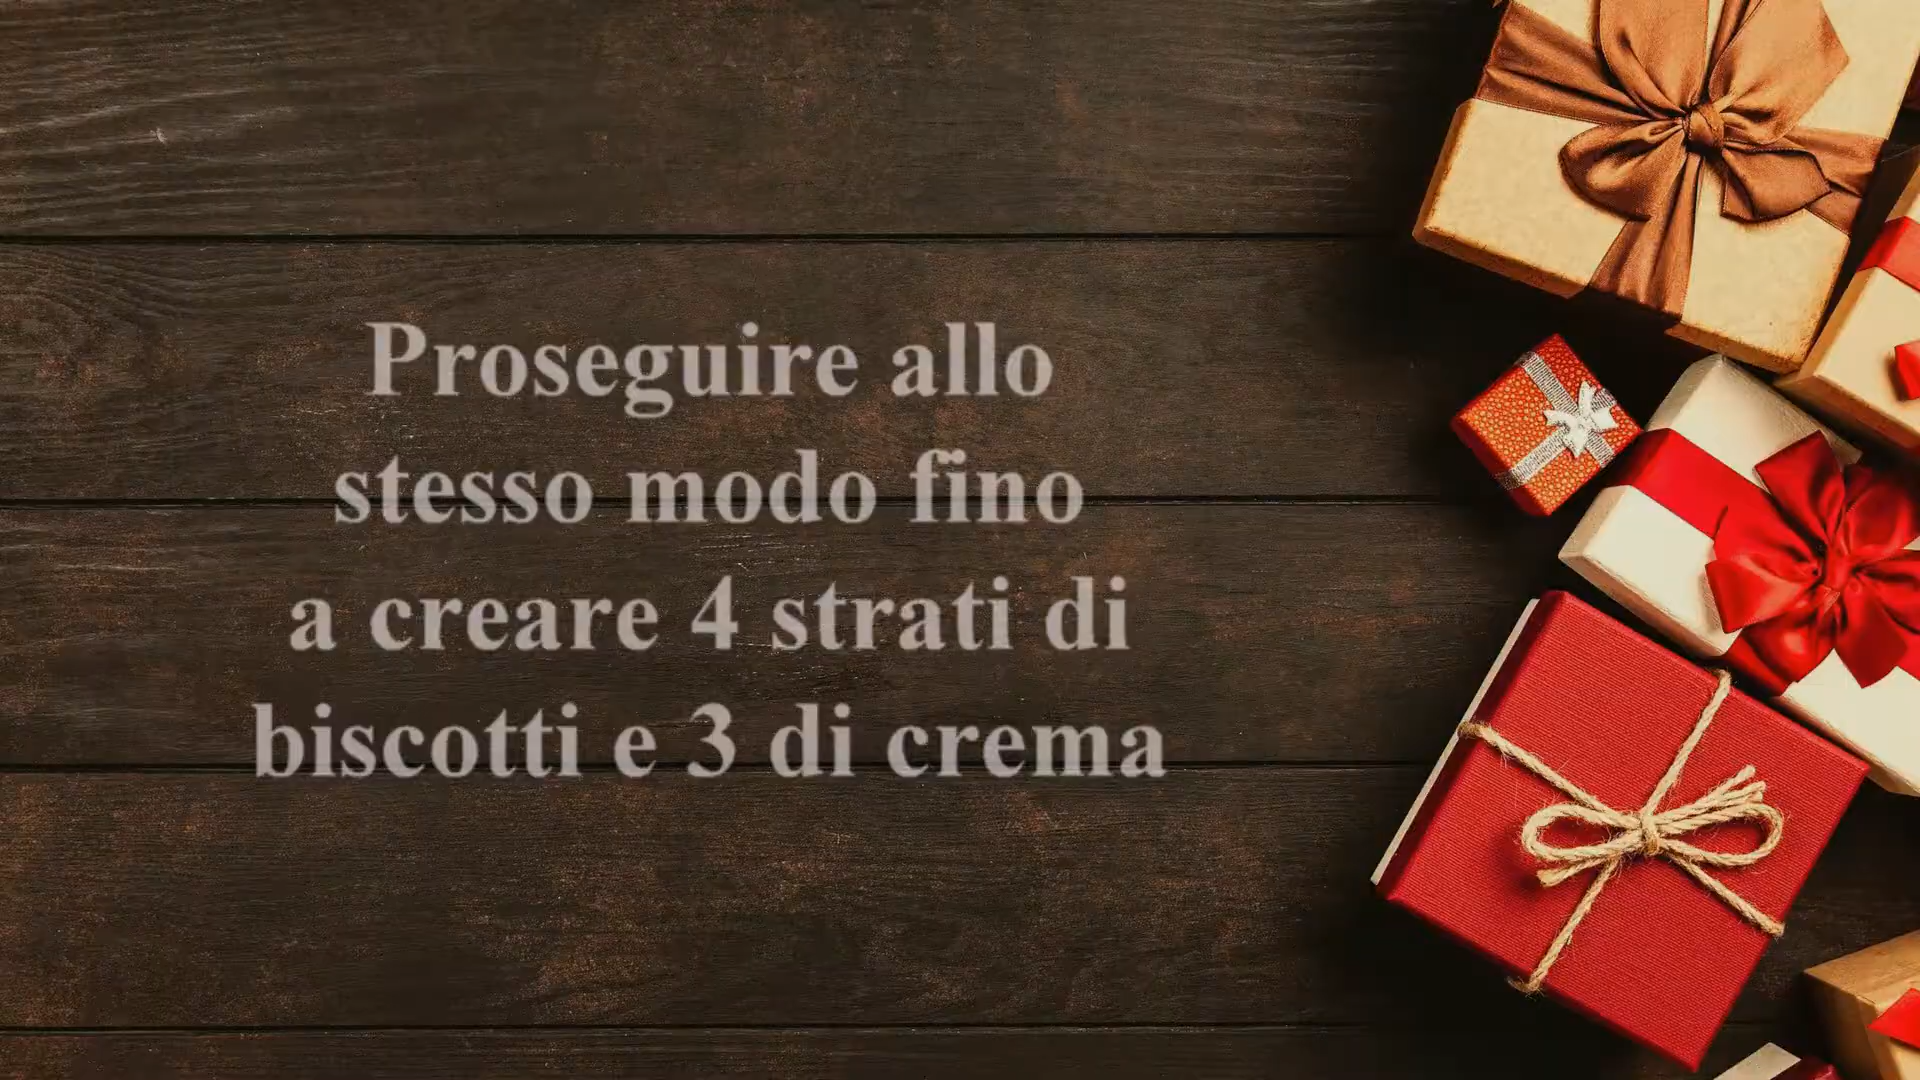 Proseguire allo
stesso modo fino
a creare 4 strati di
biscotti e 3 di crema